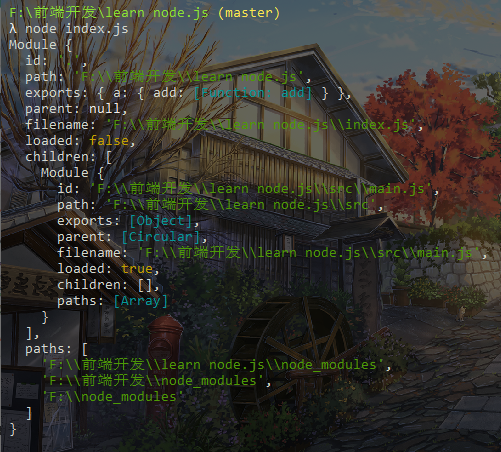 F:\前端开发\learn node.js (master)
λ node index.js
Module {
  id: ' ',
  path: 'F:\\前端开发\\learn node.js',
  exports: { a: { add: [Function: add] } },
  parent: null,
  filename: 'F:\\前端开发\\learn node.js\\index.js',
  loaded: false,
  children: [
    Module {
      id: 'F:\\前端开发\\learn node.js\\src\\main.js',
      path: 'F:\\前端开发\\learn node.js\\src',
      exports: [Object],
      parent: [Circular],
      filename: 'F:\\前端开发\\learn node.js\\src\\main.js',
      loaded: true,
      children: [],
      paths: [Array]
    }
  ],
  paths: [
    'F:\\前端开发\\learn node.js\\node_modules',
    'F:\\前端开发\\node_modules',
    'F:\\node_modules'
  ]
}